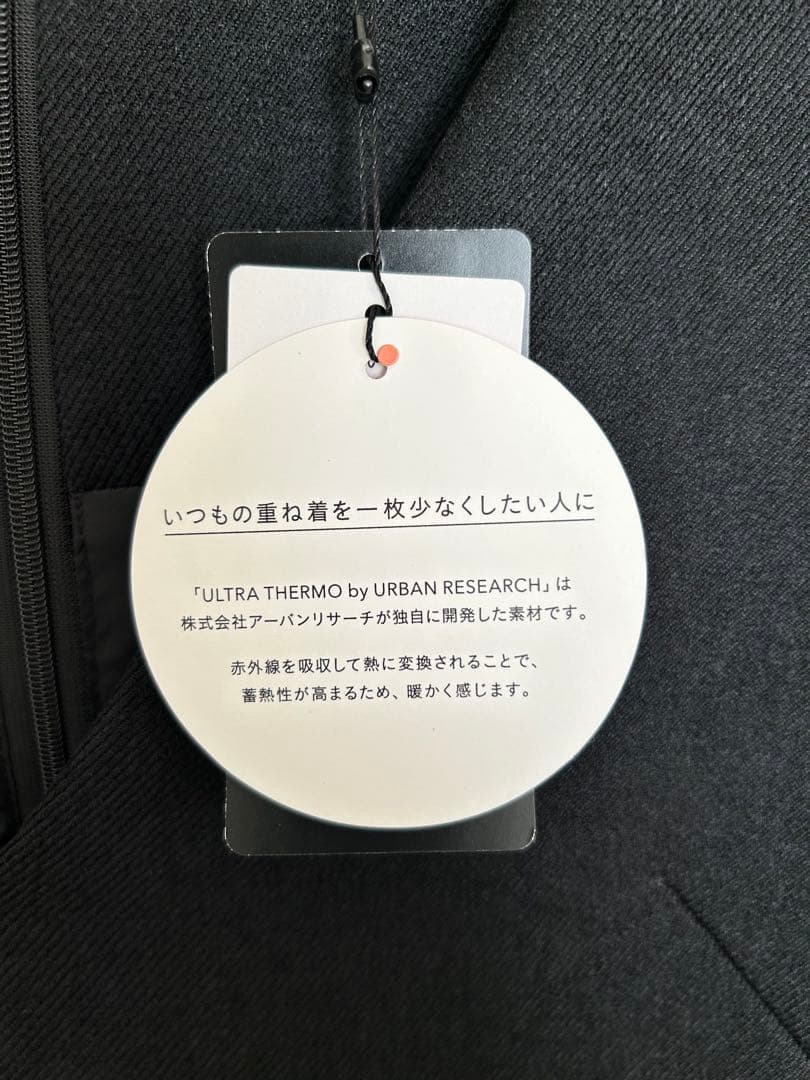 いつもの重ね着を一枚少なくしたい人に
「ULTRA THERMO by URBAN RESEARCH」は
株式会社アーバンリサーチが独自に開発した素材です。
赤外線を吸収して熱に変換されることで、
蓄熱性が高まるため、暖かく感じます。